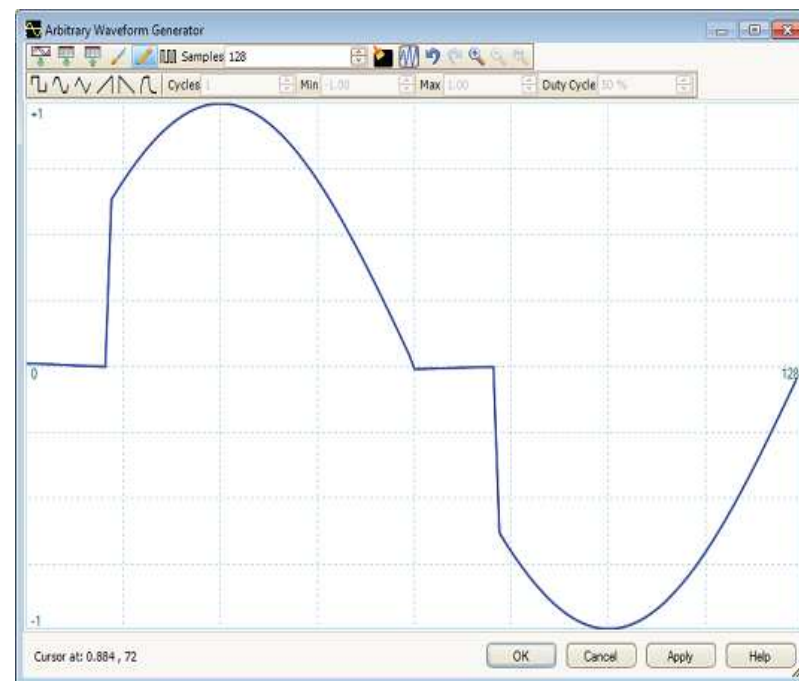 Arbitrary Waveform Generator
Samples 128
Cycles 1 Min -1.00 Max 1.00 Duty Cycle 50 %
+1
0 128
-1
Cursor at: 0.884 , 72 OK Cancel Apply Help